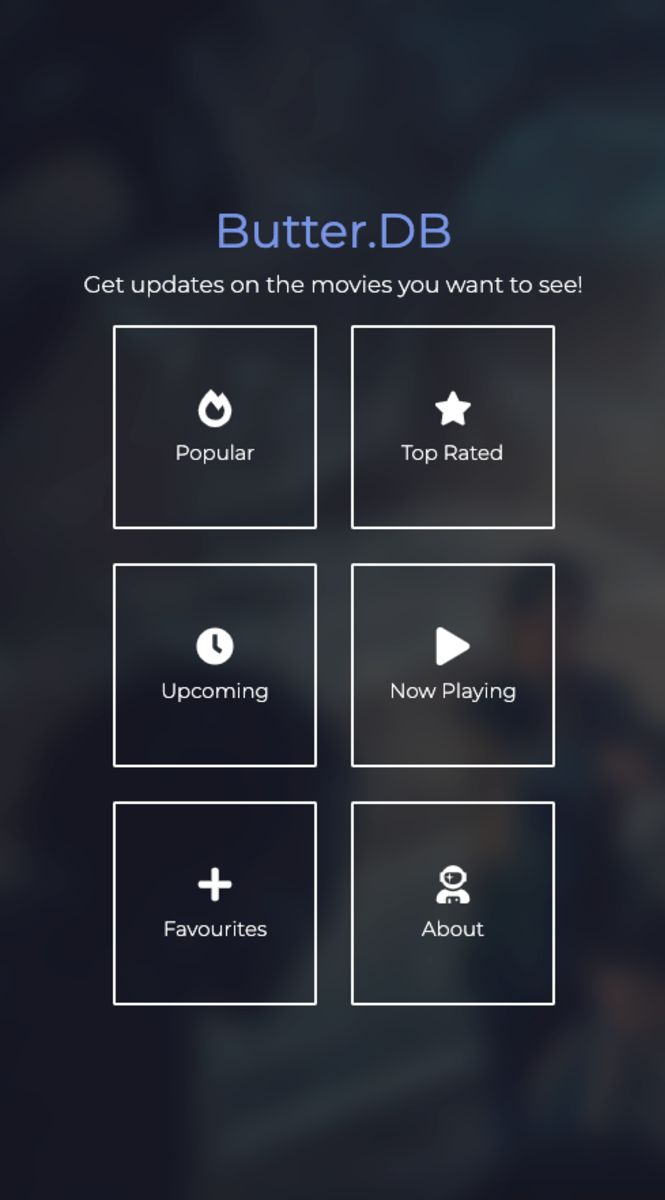 Butter.DB
Get updates on the movies you want to see!
Popular
Top Rated
Upcoming
Now Playing
Favourites
About